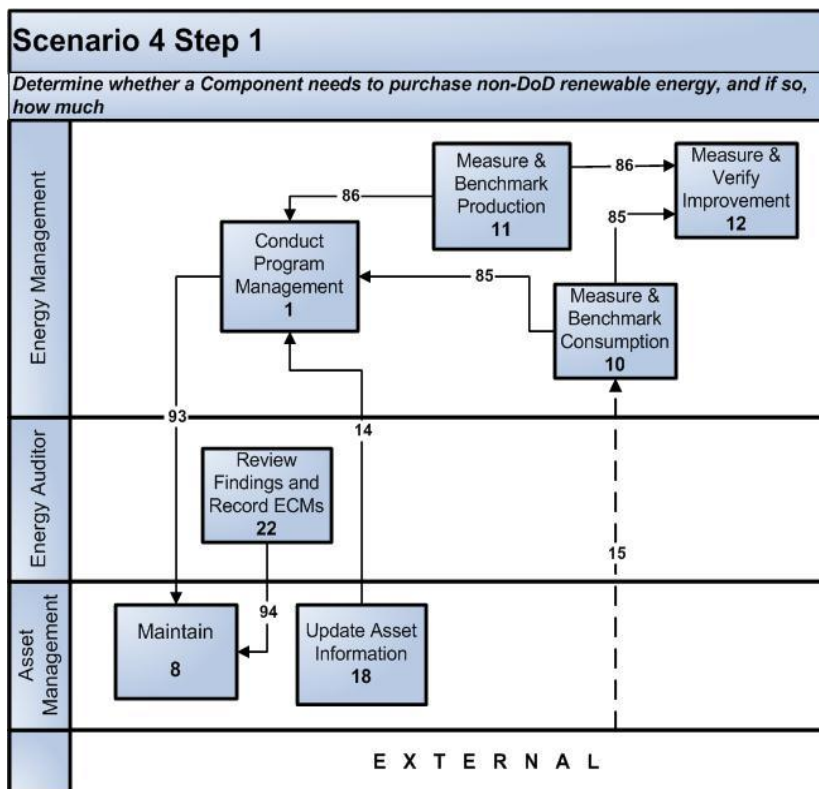 Scenario 4 Step 1
Determine whether a Component needs to purchase non-DoD renewable energy, and if so,
how much
Energy Management
Measure &
Benchmark
Production
11
Measure &
Verify
Improvement
12
86
86
85
Conduct
Program
Management
1
85
Measure &
Benchmark
Consumption
10
93
14
Energy Auditor
Review
Findings and
Record ECMs
22
15
Asset
Management
94
Maintain
8
Update Asset
Information
18
EXTERNAL